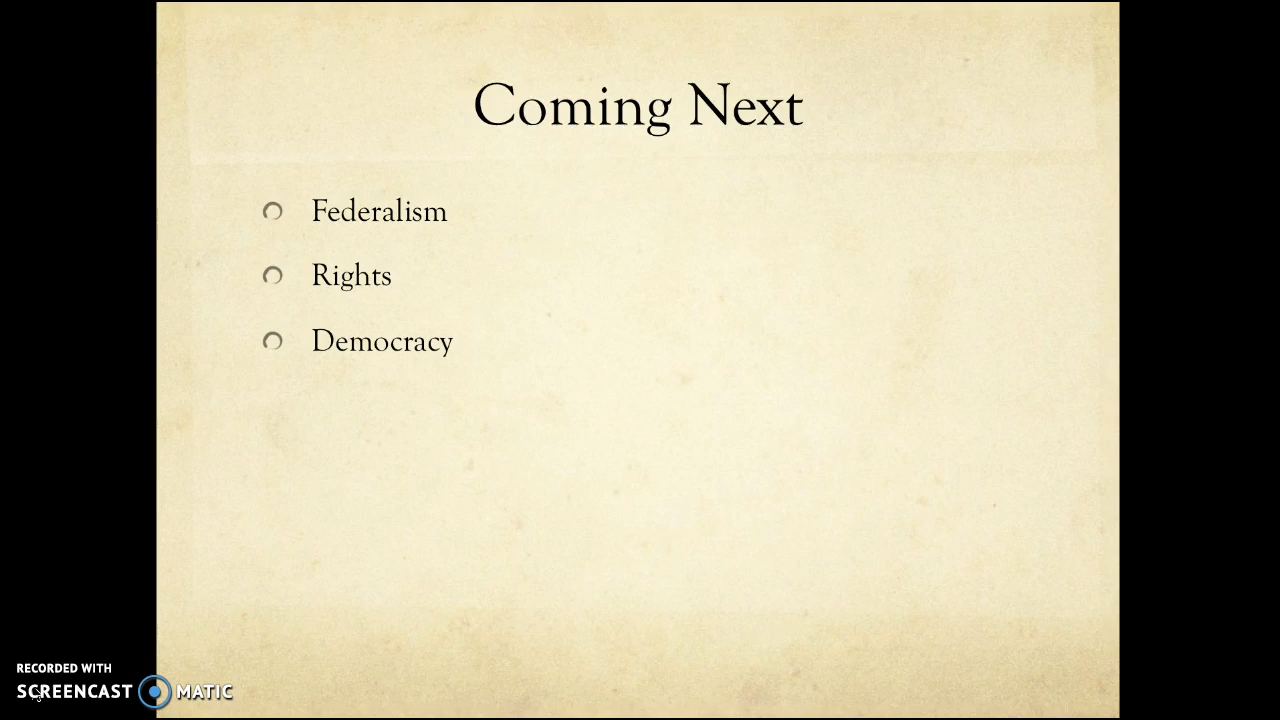 Coming Next
Federalism
Rights
Democracy
RECORDED WITH
SCREENCAST MATIC